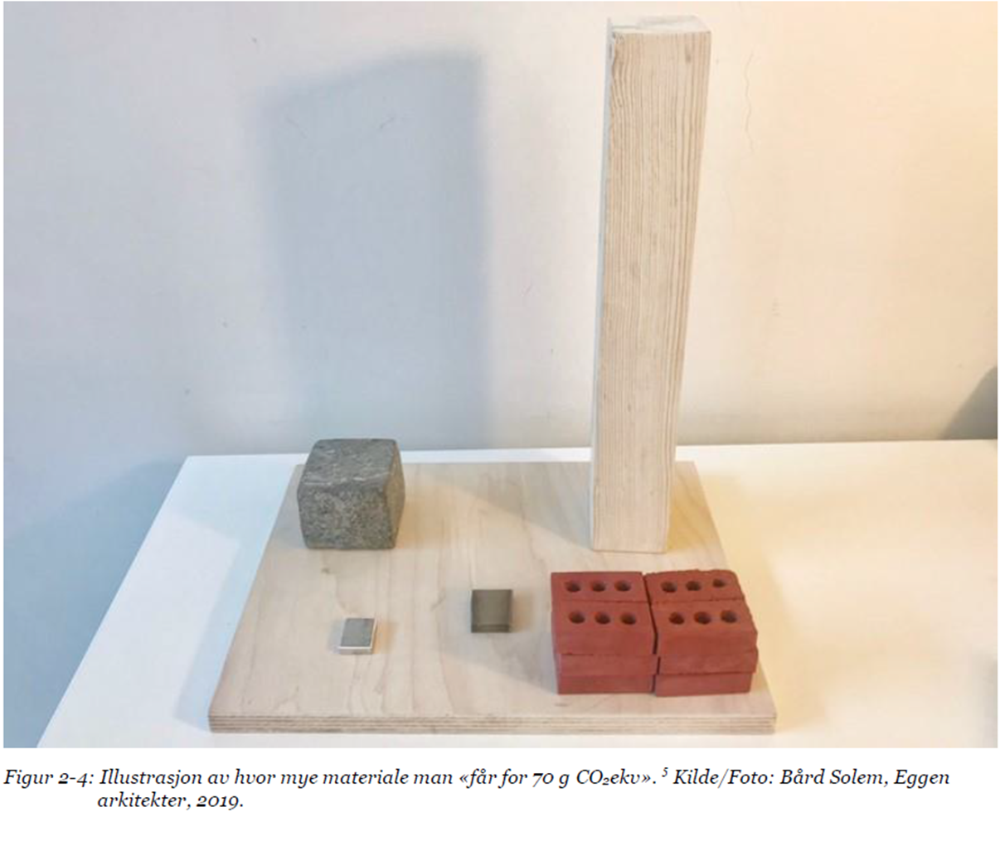 Figur 2-4: Illustrasjon av hvor mye materiale man «får for 70 g CO₂ekv». ⁵ Kilde/Foto: Bård Solem, Eggen
arkitekter, 2019.